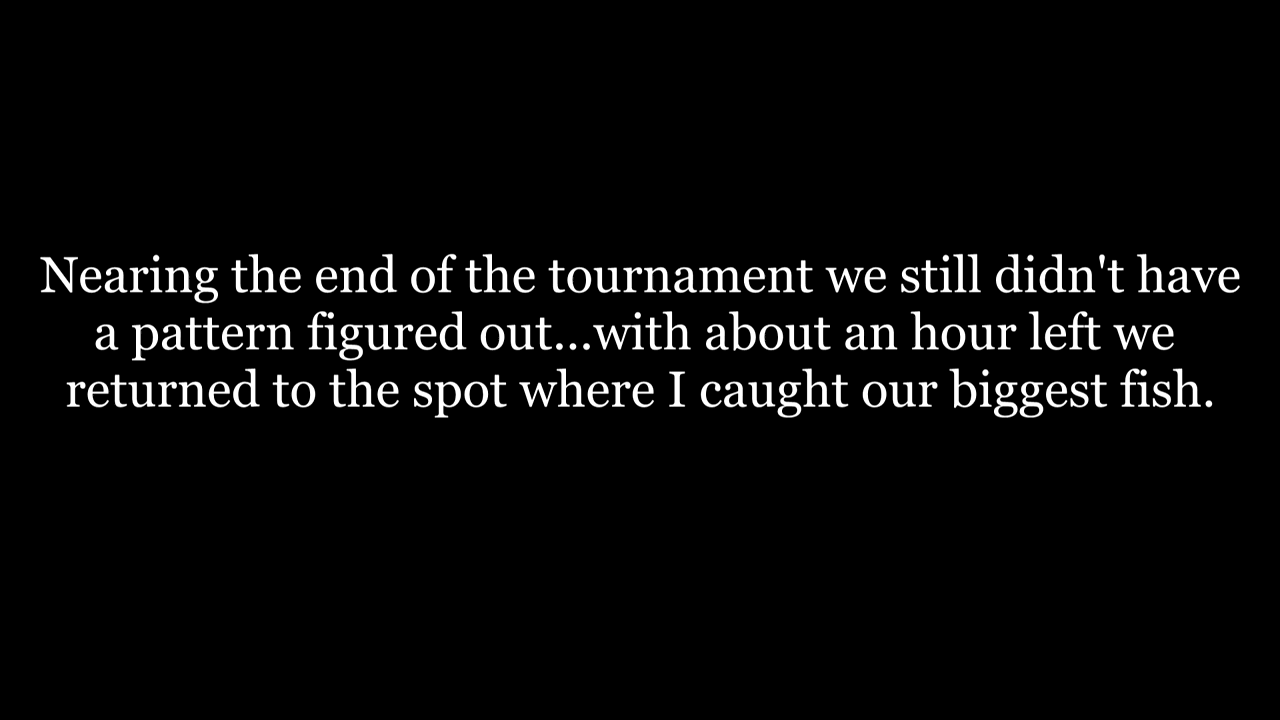 Nearing the end of the tournament we still didn't have
a pattern figured out...with about an hour left we
returned to the spot where I caught our biggest fish.